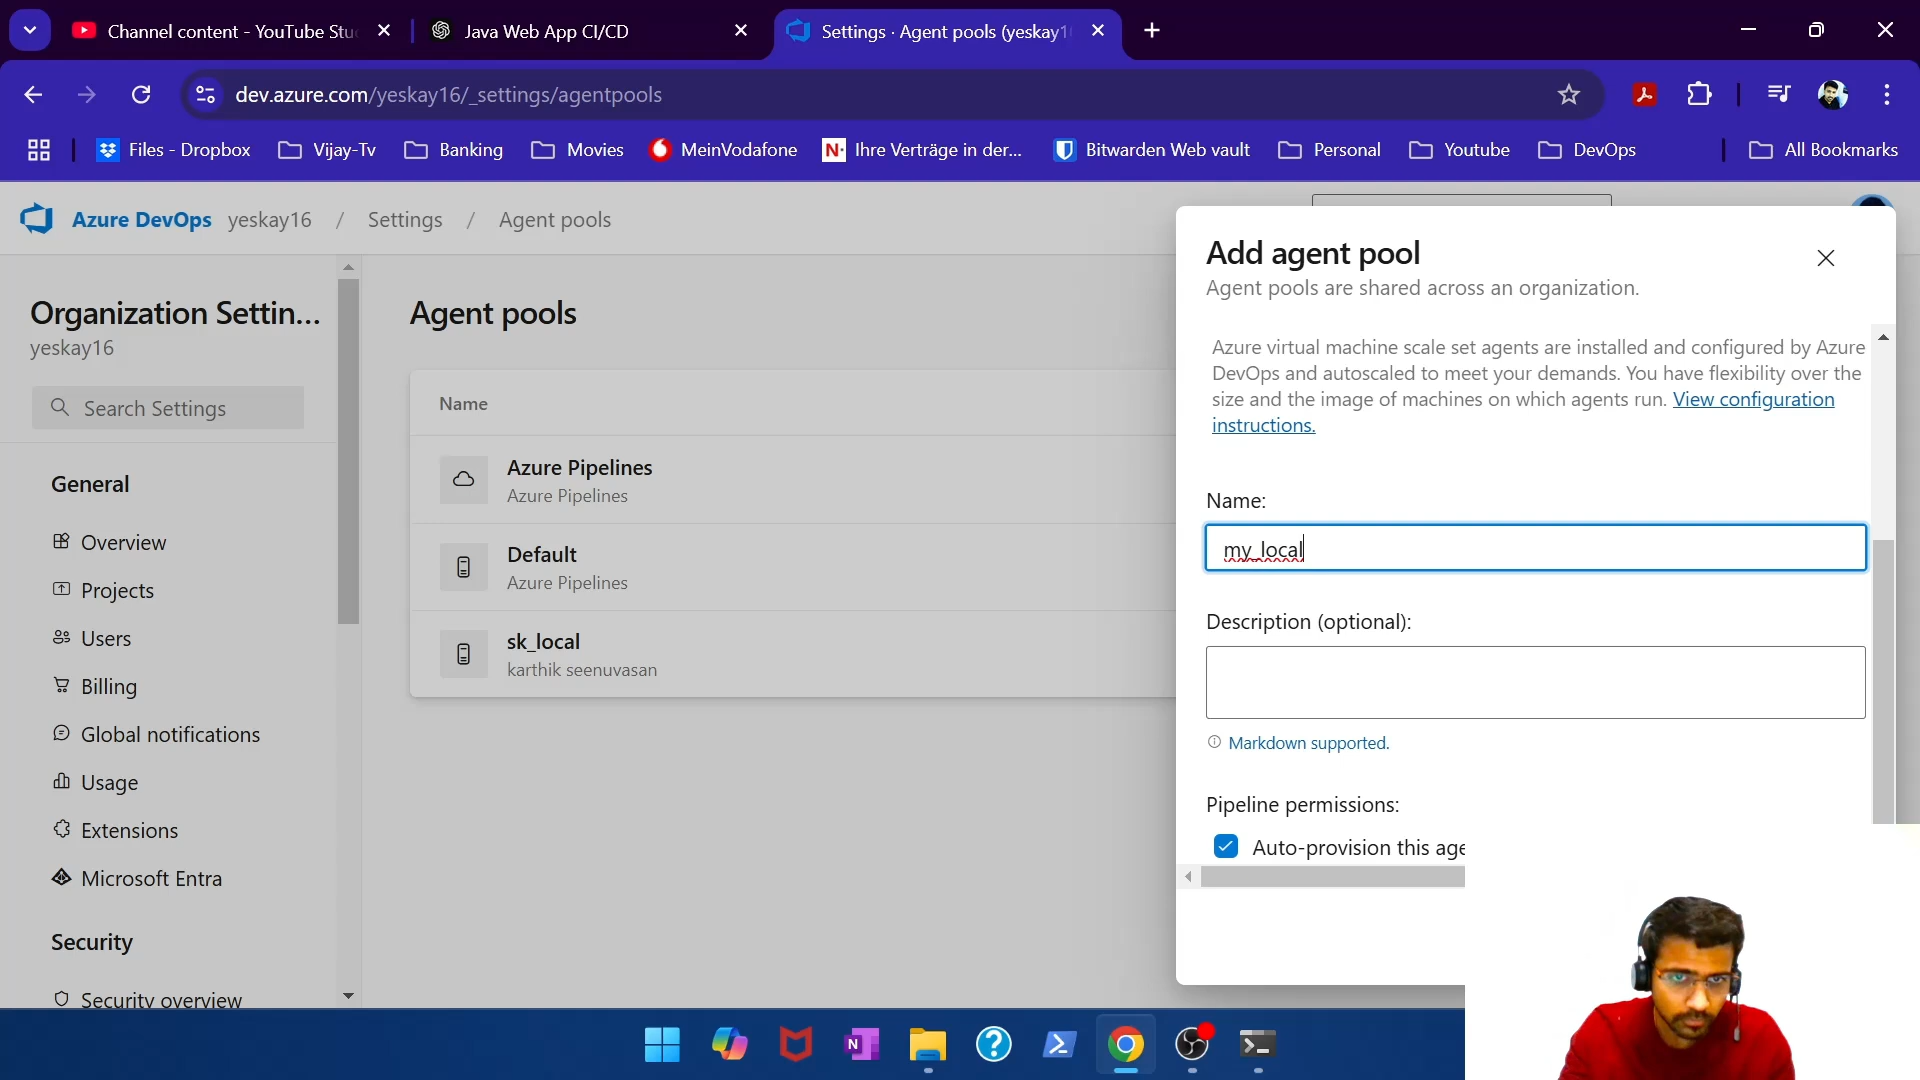 Channel content - YouTube Stu
Java Web App CI/CD
Settings · Agent pools (yeskay1
dev.azure.com/yeskay16/_settings/agentpools
Files - Dropbox
Vijay-Tv
Banking
Movies
MeinVodafone
Ihre Verträge in der...
Bitwarden Web vault
Personal
Youtube
DevOps
All Bookmarks
Azure DevOps yeskay16 / Settings / Agent pools
Organization Settin...
yeskay16
Search Settings
General
Overview
Projects
Users
Billing
Global notifications
Usage
Extensions
Microsoft Entra
Security
Security overview
Agent pools
Name
Azure Pipelines
Azure Pipelines
Default
Azure Pipelines
sk_local
karthik seenuvasan
Add agent pool
Agent pools are shared across an organization.
Azure virtual machine scale set agents are installed and configured by Azure
DevOps and autoscaled to meet your demands. You have flexibility over the
size and the image of machines on which agents run. View configuration
instructions.
Name:
my_local
Description (optional):
Markdown supported.
Pipeline permissions:
Auto-provision this age